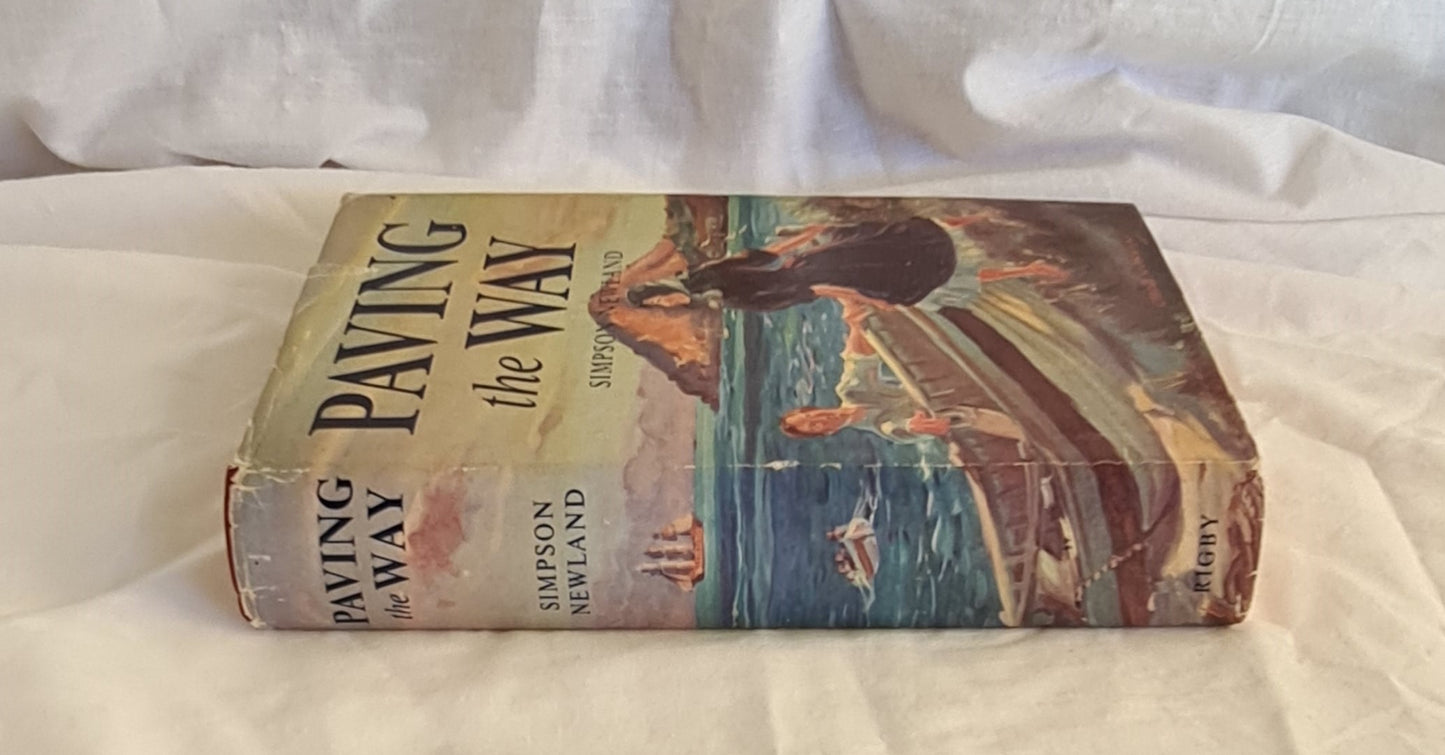 PAVING
the WAY
SIMPSON NEWLAND
PAVING
the WAY
SIMPSON
NEWLAND
RIGBY